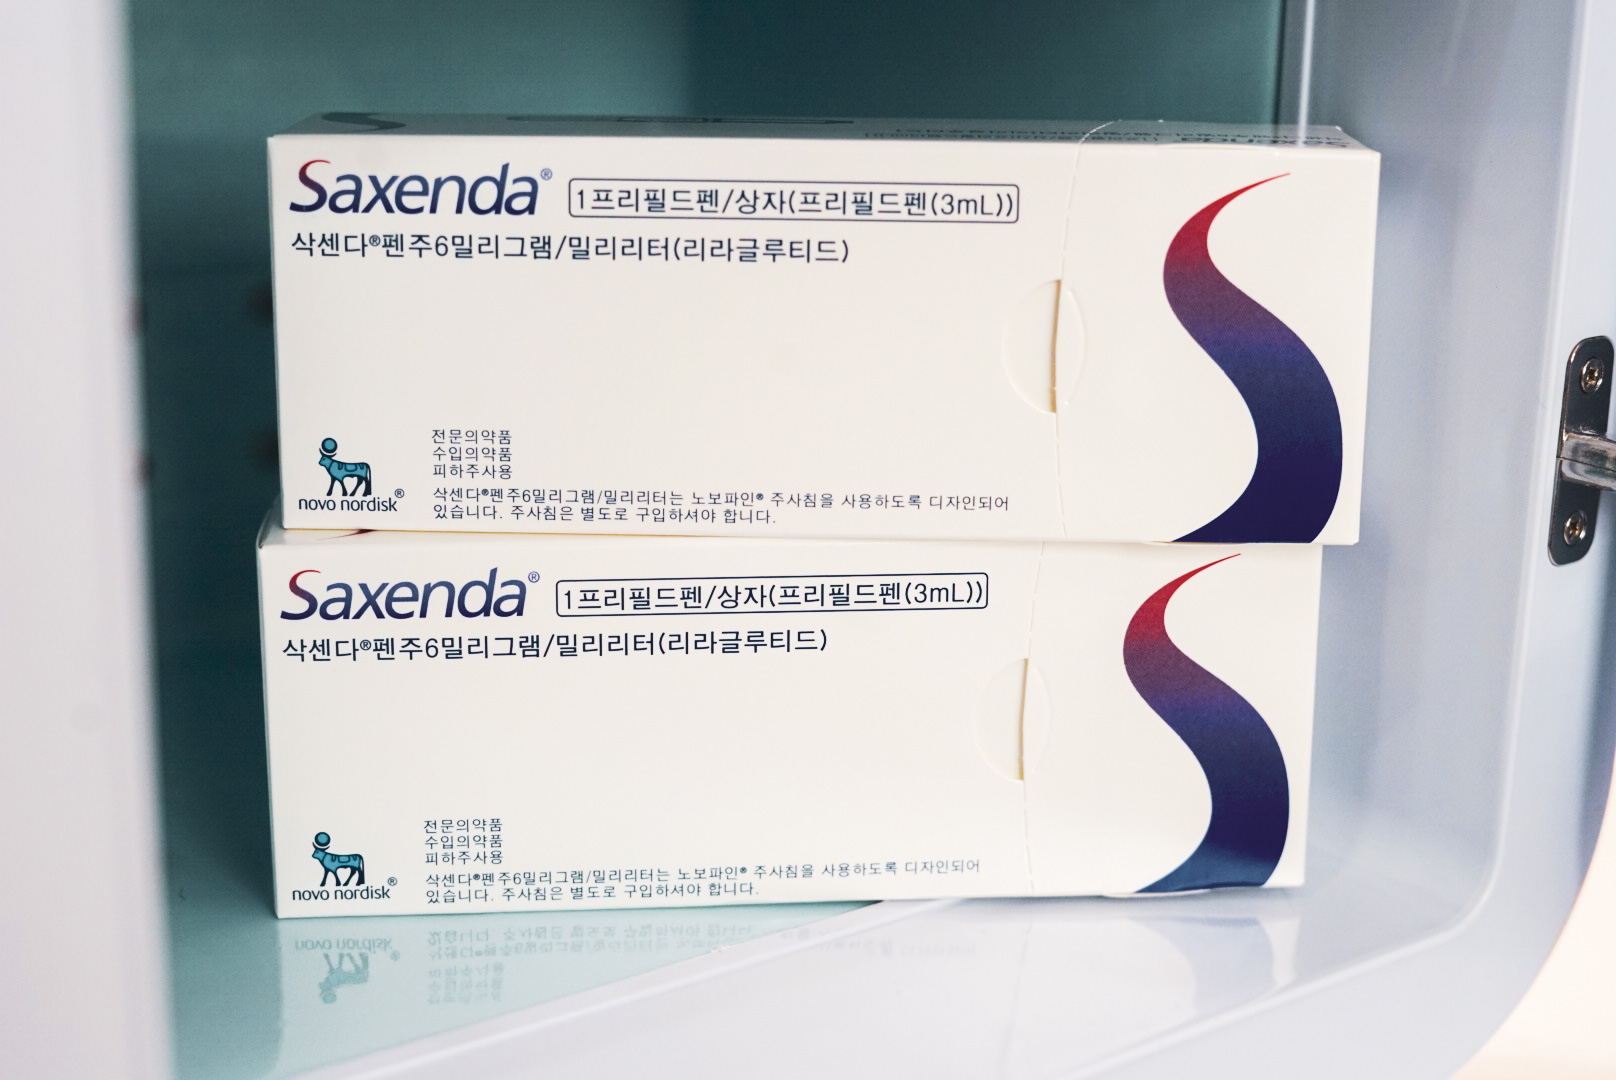 Saxenda® 1프리필드펜/상자(프리필드펜(3mL))
삭센다®펜주6밀리그램/밀리리터(리라글루티드)
전문의약품
수입의약품
피하주사용
삭센다®펜주6밀리그램/밀리리터는 노보파인® 주사침을 사용하도록 디자인되어
있습니다. 주사침은 별도로 구입하셔야 합니다.
novo nordisk®
Saxenda® 1프리필드펜/상자(프리필드펜(3mL))
삭센다®펜주6밀리그램/밀리리터(리라글루티드)
전문의약품
수입의약품
피하주사용
삭센다®펜주6밀리그램/밀리리터는 노보파인® 주사침을 사용하도록 디자인되어
있습니다. 주사침은 별도로 구입하셔야 합니다.
novo nordisk®